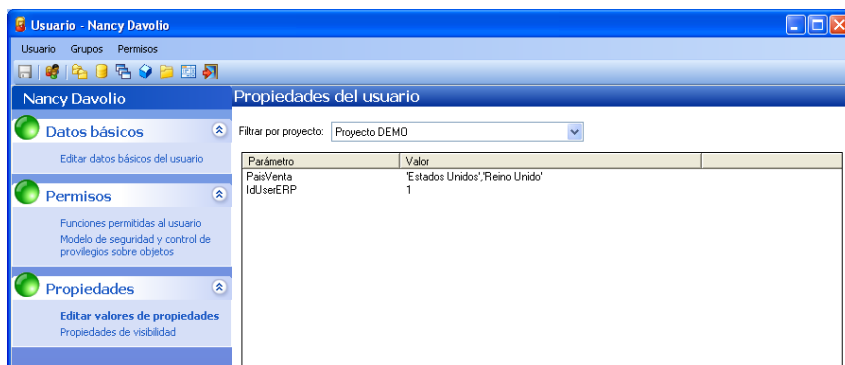 Usuario - Nancy Davolio
Usuario Grupos Permisos
Nancy Davolio
Propiedades del usuario
Datos básicos
Filtrar por proyecto: Proyecto DEMO
Editar datos básicos del usuario
Parámetro Valor
PaisVenta 'Estados Unidos','Reino Unido'
IdUserERP 1
Permisos
Funciones permitidas al usuario
Modelo de seguridad y control de
provilegios sobre objetos
Propiedades
Editar valores de propiedades
Propiedades de visibilidad